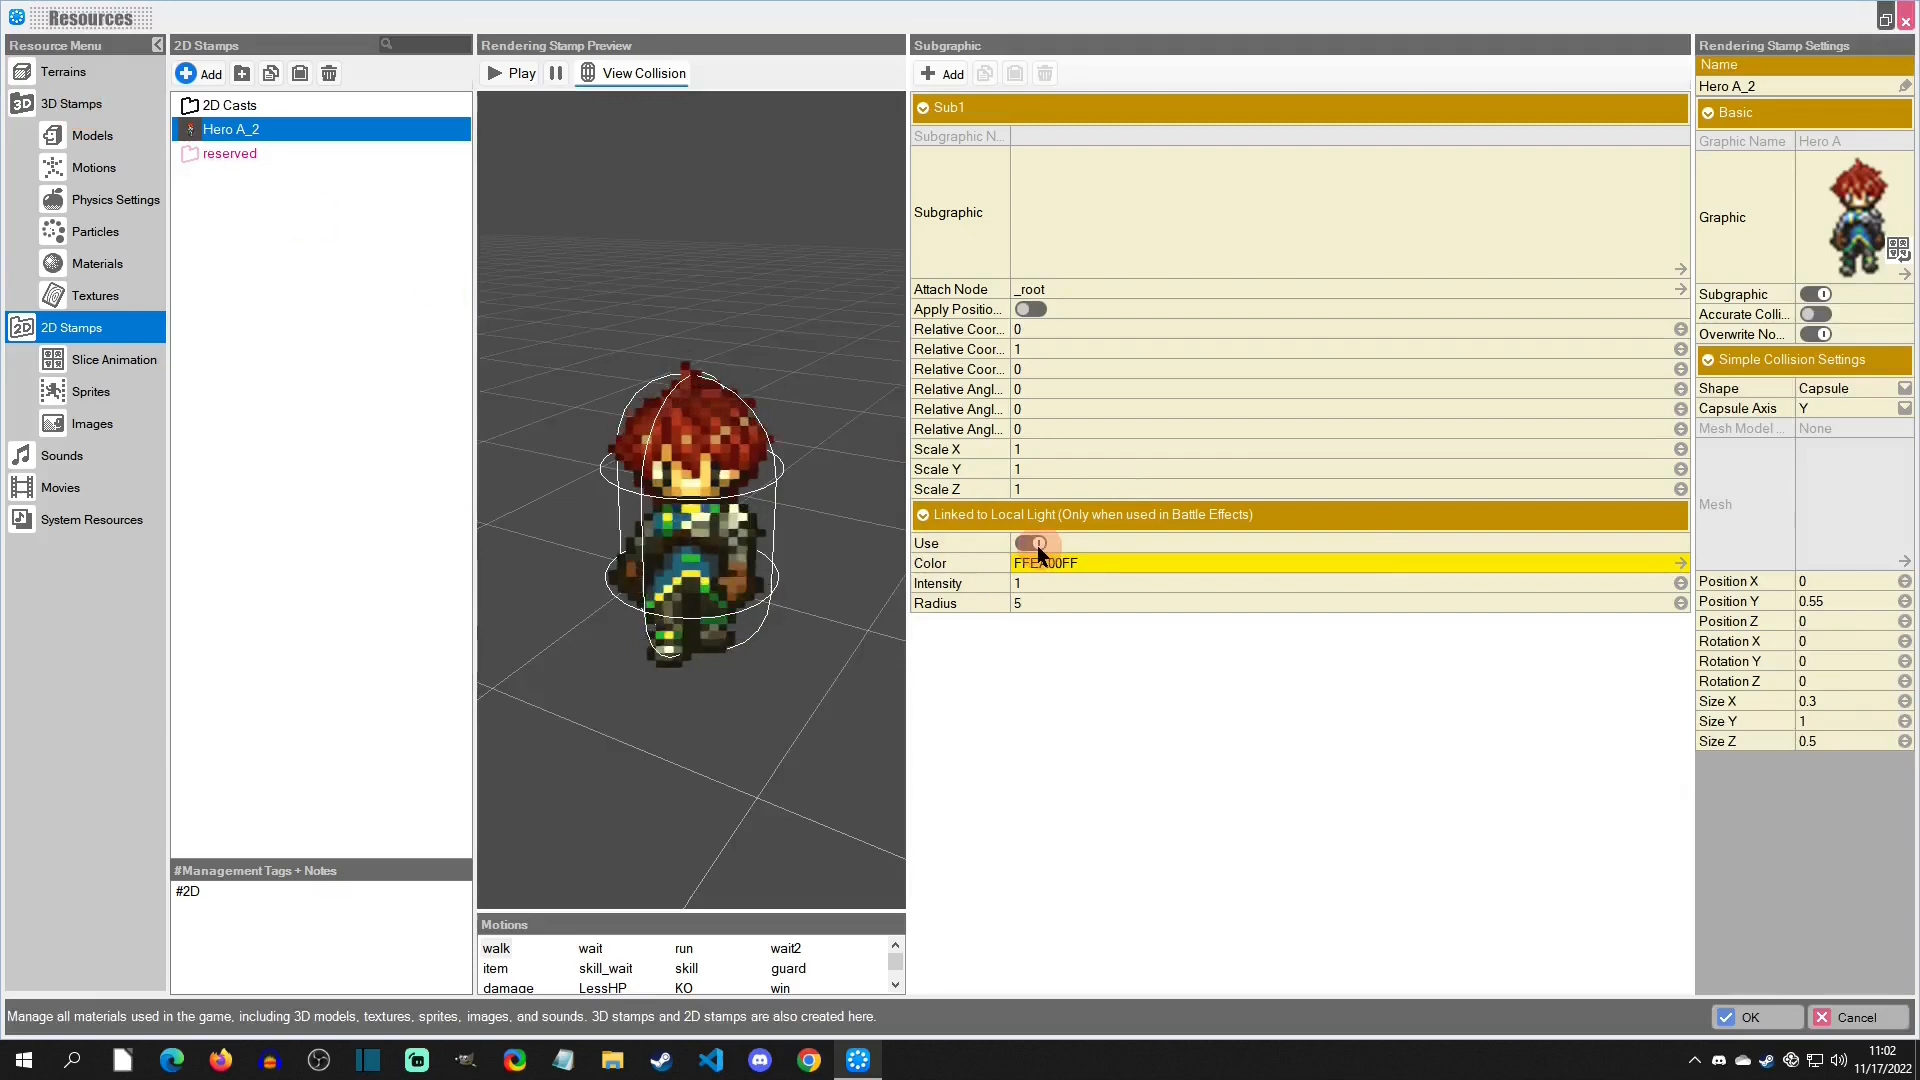 Resources
Resource Menu
Terrains
3D
3D Stamps
Models
Motions
Physics Settings
Particles
Materials
Textures
2D
2D Stamps
Slice Animation
Sprites
Images
Sounds
Movies
System Resources
2D Stamps
Add
2D Casts
Hero A_2
reserved
#Management Tags + Notes
#2D
Rendering Stamp Preview
Play
View Collision
Motions
walk wait run wait2
item skill_wait skill guard
damage LessHP KO win
Subgraphic
Add
Sub1
Subgraphic N...
Subgraphic
Attach Node _root
Apply Positio...
Relative Coor... 0
Relative Coor... 1
Relative Coor... 0
Relative Angl... 0
Relative Angl... 0
Relative Angl... 0
Scale X 1
Scale Y 1
Scale Z 1
Linked to Local Light (Only when used in Battle Effects)
Use
Color
Intensity 1
Radius 5
Rendering Stamp Settings
Name
Hero A_2
Basic
Graphic Name Hero A
Graphic
Subgraphic
Accurate Colli...
Overwrite No...
Simple Collision Settings
Shape Capsule
Capsule Axis Y
Mesh Model ... None
Mesh
Position X 0
Position Y 0.55
Position Z 0
Rotation X 0
Rotation Y 0
Rotation Z 0
Size X 0.3
Size Y 1
Size Z 0.5
Manage all materials used in the game, including 3D models, textures, sprites, images, and sounds. 3D stamps and 2D stamps are also created here.
OK
Cancel
11:02
11/17/2022